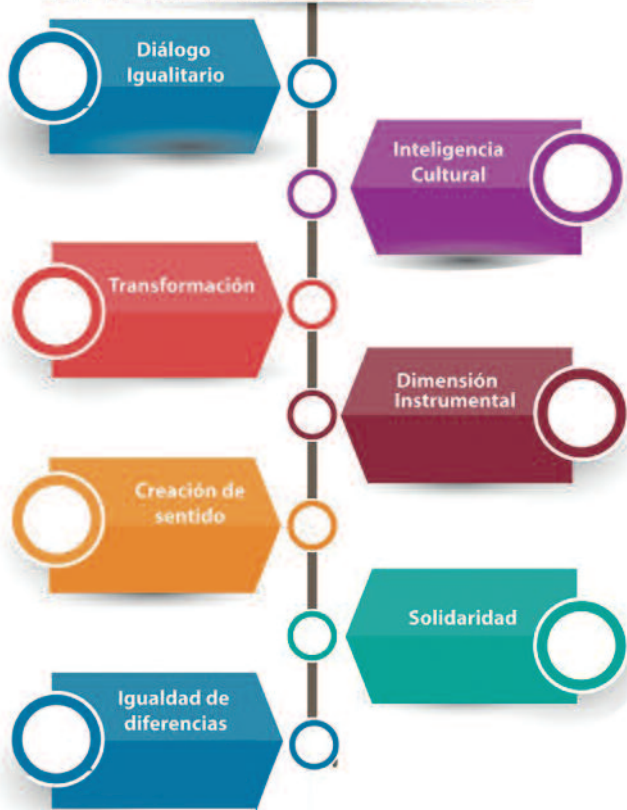 Diálogo
Igualitario
Inteligencia
Cultural
Transformación
Dimensión
Instrumental
Creación de
sentido
Solidaridad
Igualdad de
diferencias